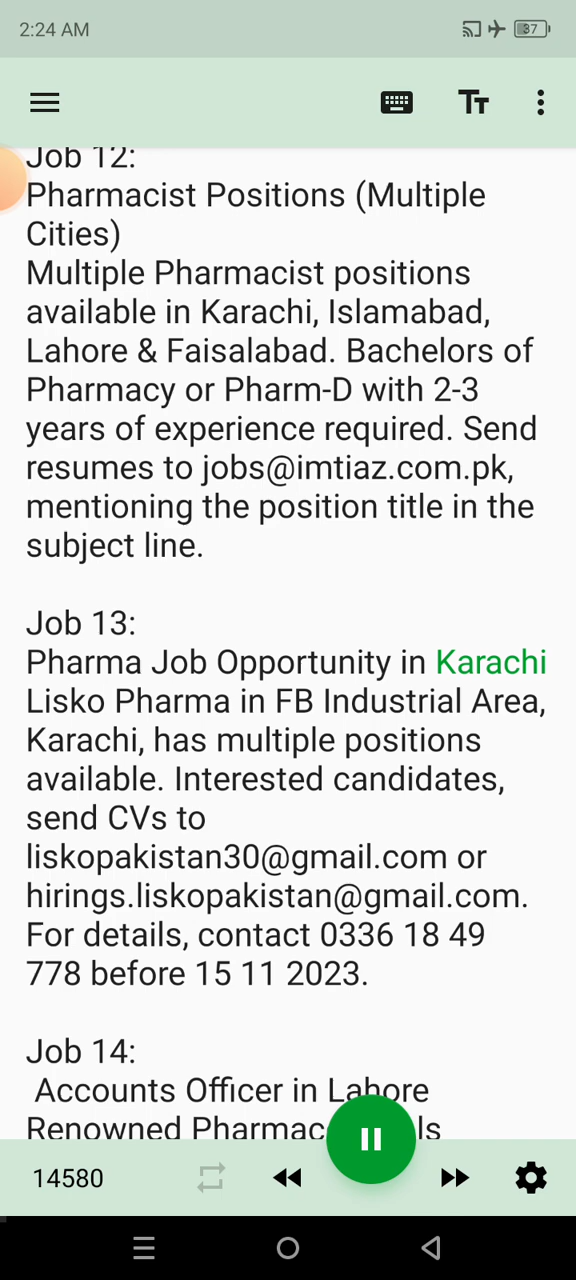 2:24 AM
37
Tт
Job 12:
Pharmacist Positions (Multiple
Cities)
Multiple Pharmacist positions
available in Karachi, Islamabad,
Lahore & Faisalabad. Bachelors of
Pharmacy or Pharm-D with 2-3
years of experience required. Send
resumes to jobs@imtiaz.com.pk,
mentioning the position title in the
subject line.
Job 13:
Pharma Job Opportunity in Karachi
Lisko Pharma in FB Industrial Area,
Karachi, has multiple positions
available. Interested candidates,
send CVs to
liskopakistan30@gmail.com or
hirings.liskopakistan@gmail.com.
For details, contact 0336 18 49
778 before 15 11 2023.
Job 14:
Accounts Officer in Lahore
Renowned
14580